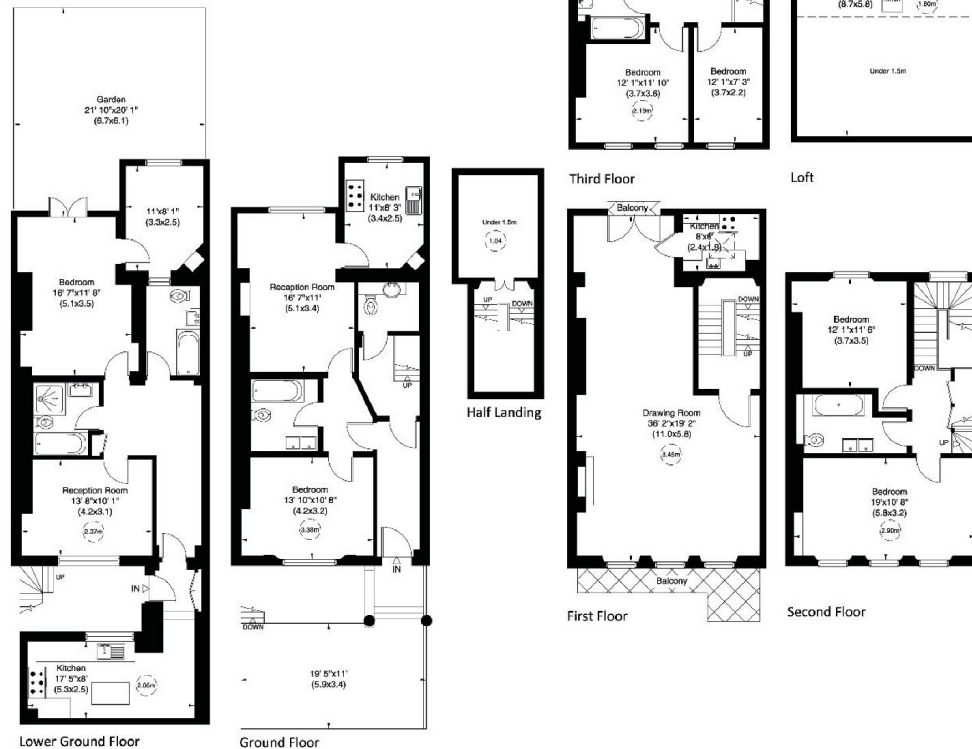 Garden
21' 10"x20' 1"
(6.7x6.1)
11'x8' 1"
(3.3x2.5)
Bedroom
16' 7"x11' 8"
(5.1x3.5)
Reception Room
13' 8"x10' 1"
(4.2x3.1)
2.37m
UP
IN
Kitchen
17' 5"x8'
(5.3x2.5)
2.05m
Lower Ground Floor
Kitchen
11'x8' 3"
(3.4x2.5)
Reception Room
16' 7"x11'
(5.1x3.4)
UP
Bedroom
13' 10"x10' 8"
(4.2x3.2)
3.38m
IN
DOWN
19' 5"x11'
(5.9x3.4)
Ground Floor
Under 1.5m
1.04
UP
DOWN
Half Landing
Bedroom
12' 1"x11' 10"
(3.7x3.6)
2.13m
Bedroom
12' 1"x7' 3"
(3.7x2.2)
Third Floor
(8.7x5.8)
1.60m
Under 1.5m
Loft
Balcony
Kitchen
8'x6'
(2.4x1.8)
DOWN
UP
Drawing Room
36' 2"x19' 2"
(11.0x5.8)
3.45m
Balcony
First Floor
Bedroom
12' 1"x11' 6"
(3.7x3.5)
DOWN
UP
Bedroom
19'x10' 8"
(5.8x3.2)
2.90m
Second Floor